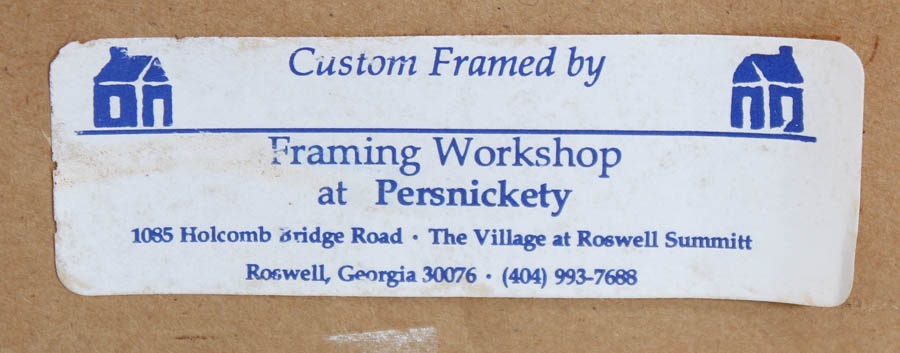 Custom Framed by
Framing Workshop
at Persnickety
1085 Holcomb Bridge Road · The Village at Roswell Summitt
Roswell, Georgia 30076 · (404) 993-7688